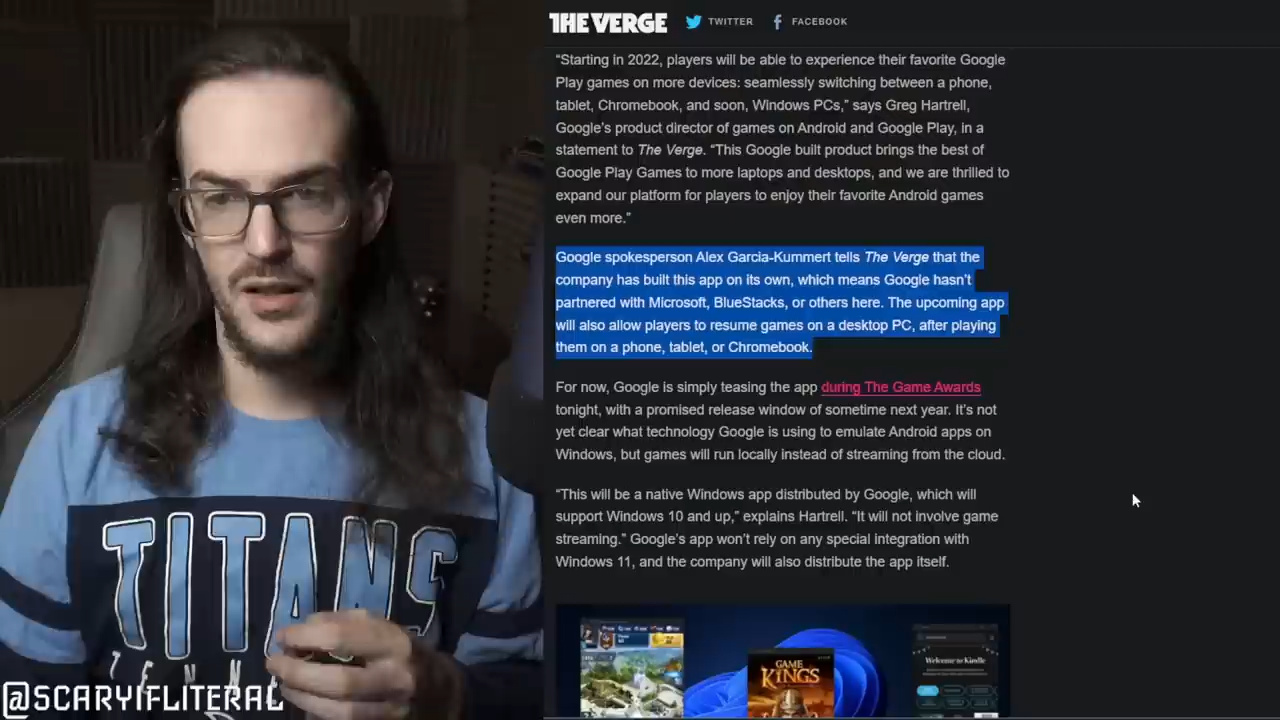 THE VERGE TWITTER FACEBOOK
“Starting in 2022, players will be able to experience their favorite Google
Play games on more devices: seamlessly switching between a phone,
tablet, Chromebook, and soon, Windows PCs,” says Greg Hartrell,
Google’s product director of games on Android and Google Play, in a
statement to The Verge. “This Google built product brings the best of
Google Play Games to more laptops and desktops, and we are thrilled to
expand our platform for players to enjoy their favorite Android games
even more.”
Google spokesperson Alex Garcia-Kummert tells The Verge that the
company has built this app on its own, which means Google hasn’t
partnered with Microsoft, BlueStacks, or others here. The upcoming app
will also allow players to resume games on a desktop PC, after playing
them on a phone, tablet, or Chromebook.
For now, Google is simply teasing the app during The Game Awards
tonight, with a promised release window of sometime next year. It’s not
yet clear what technology Google is using to emulate Android apps on
Windows, but games will run locally instead of streaming from the cloud.
“This will be a native Windows app distributed by Google, which will
support Windows 10 and up,” explains Hartrell. “It will not involve game
streaming.” Google’s app won’t rely on any special integration with
Windows 11, and the company will also distribute the app itself.
GAME
of
KINGS
Welcome to Kindle
TITANS
@SCARYIFLITERAL